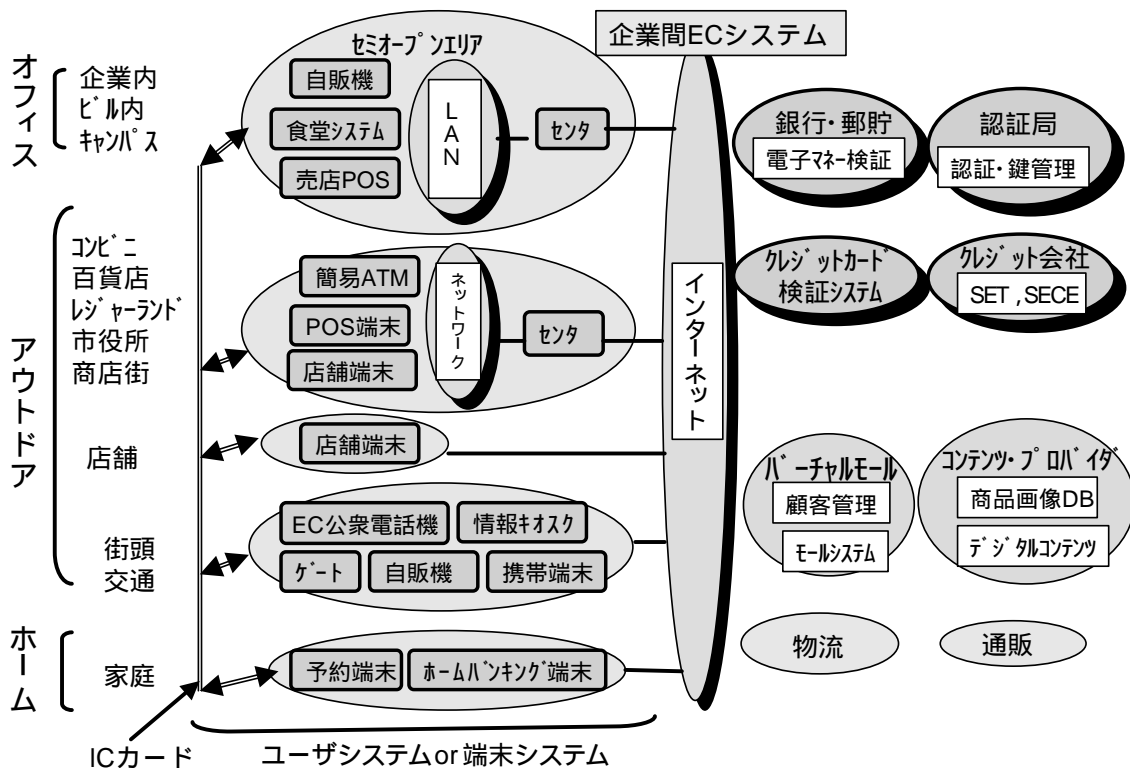 企業間ECシステム
オフィス
企業内
ビル内
キャンパス
セミオープンエリア
自販機
食堂システム
売店POS
LAN
センタ
銀行・郵貯
電子マネー検証
認証局
認証・鍵管理
アウトドア
コンビニ
百貨店
レジャーランド
市役所
商店街
簡易ATM
POS端末
店舗端末
ネットワーク
センタ
インターネット
クレジットカード
検証システム
クレジット会社
SET,SECE
店舗
店舗端末
バーチャルモール
顧客管理
モールシステム
コンテンツ・プロバイダ
商品画像DB
デジタルコンテンツ
街頭
交通
EC公衆電話機
情報キオスク
ゲート
自販機
携帯端末
物流
通販
ホーム
家庭
予約端末
ホームバンキング端末
ICカード
ユーザシステムor端末システム